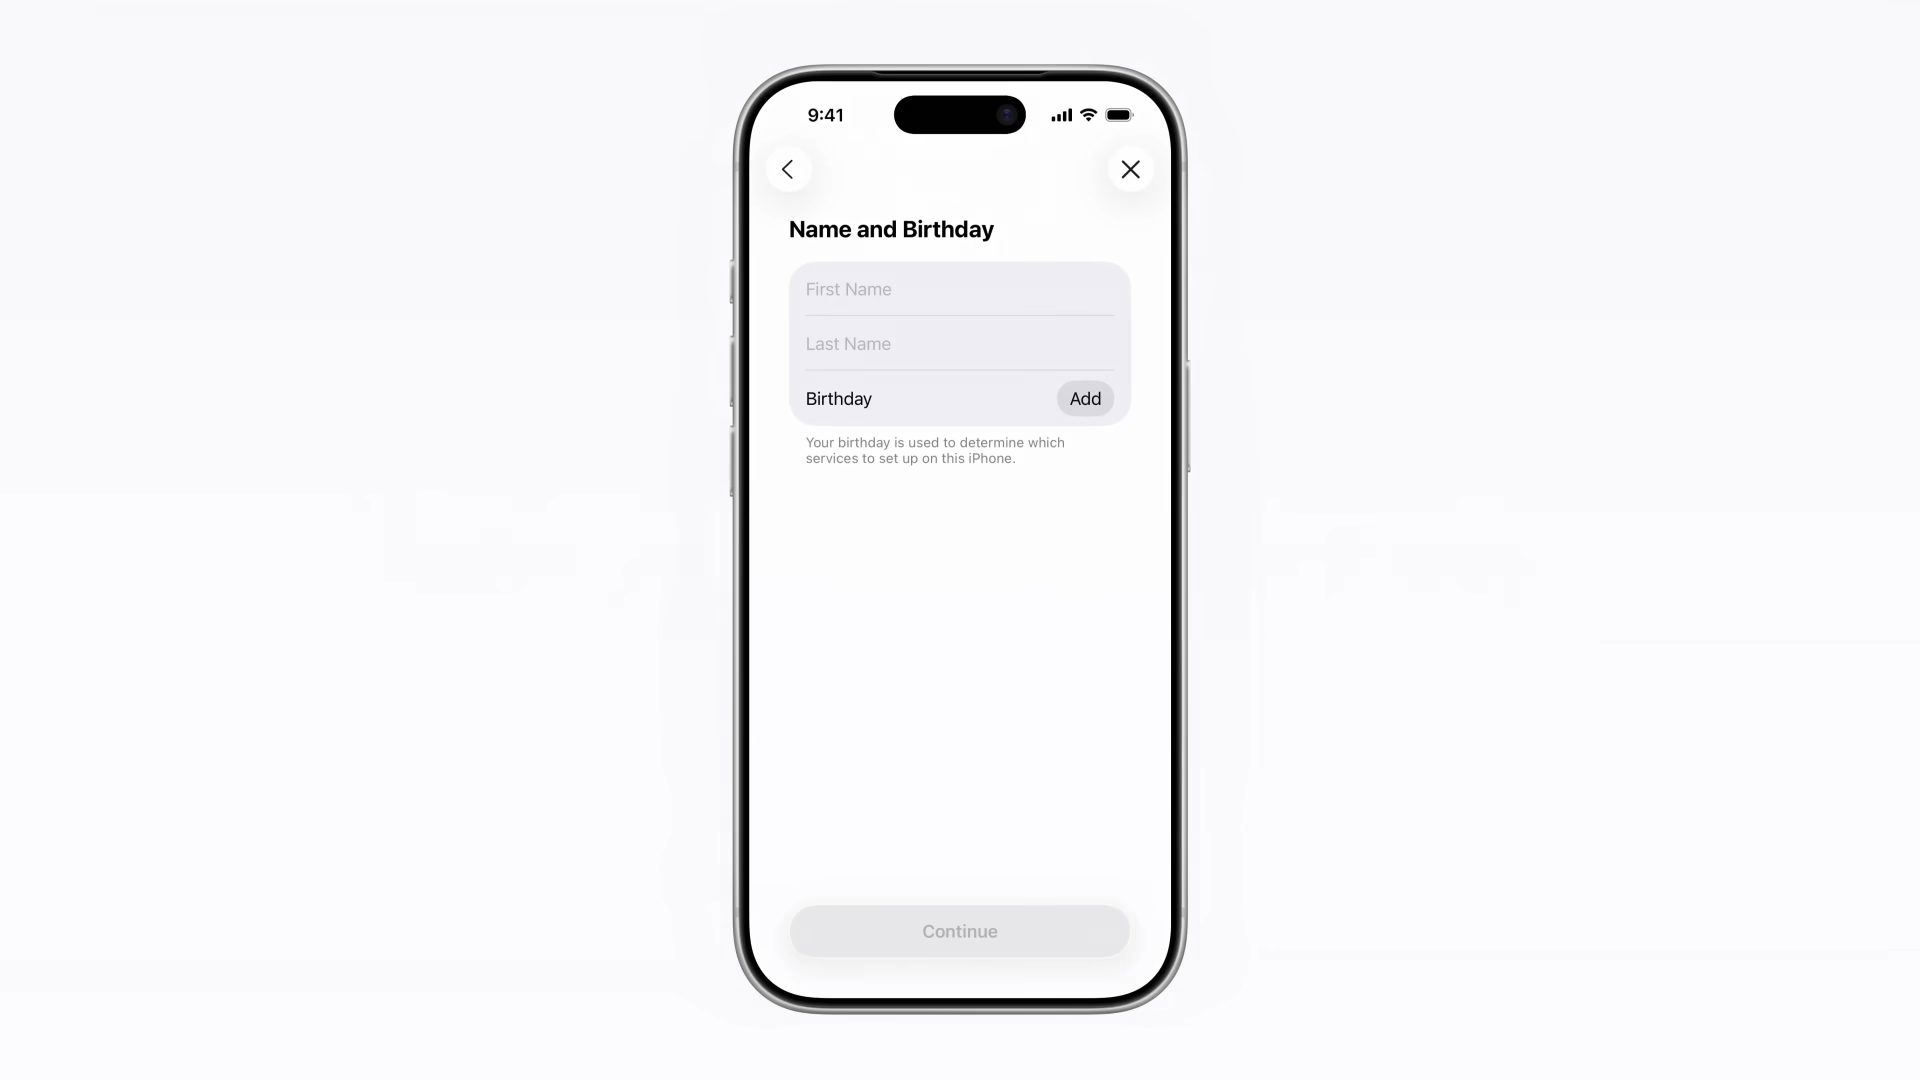 9:41
Name and Birthday
First Name
Last Name
Birthday
Add
Your birthday is used to determine which
services to set up on this iPhone.
Continue